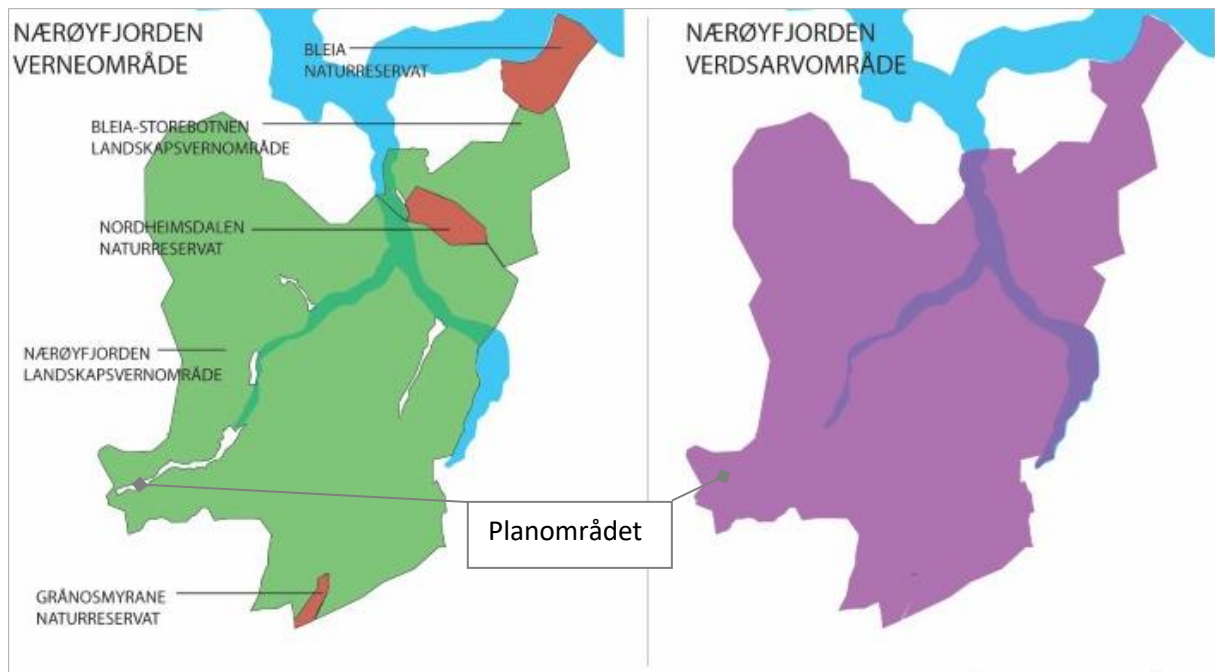 NÆRØYFJORDEN
VERNEOMRÅDE
BLEIA
NATURRESERVAT
BLEIA-STOREBOTNEN
LANDSKAPSVERNOMRÅDE
NORDHEIMSDALEN
NATURRESERVAT
NÆRØYFJORDEN
LANDSKAPSVERNOMRÅDE
GRÅNOSMYRANE
NATURRESERVAT
Planområdet
NÆRØYFJORDEN
VERDSARVOMRÅDE